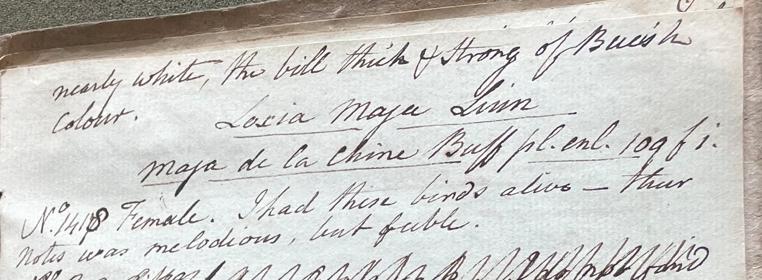 nearly white, the bill thick & strong of Bueish
Colour.
Loxia Maja Linn
maja de la Chine Buff pl. enl. 109 f 1.
No. 1418 Female. I had these birds alive — their
Notes was melodious, but feeble.